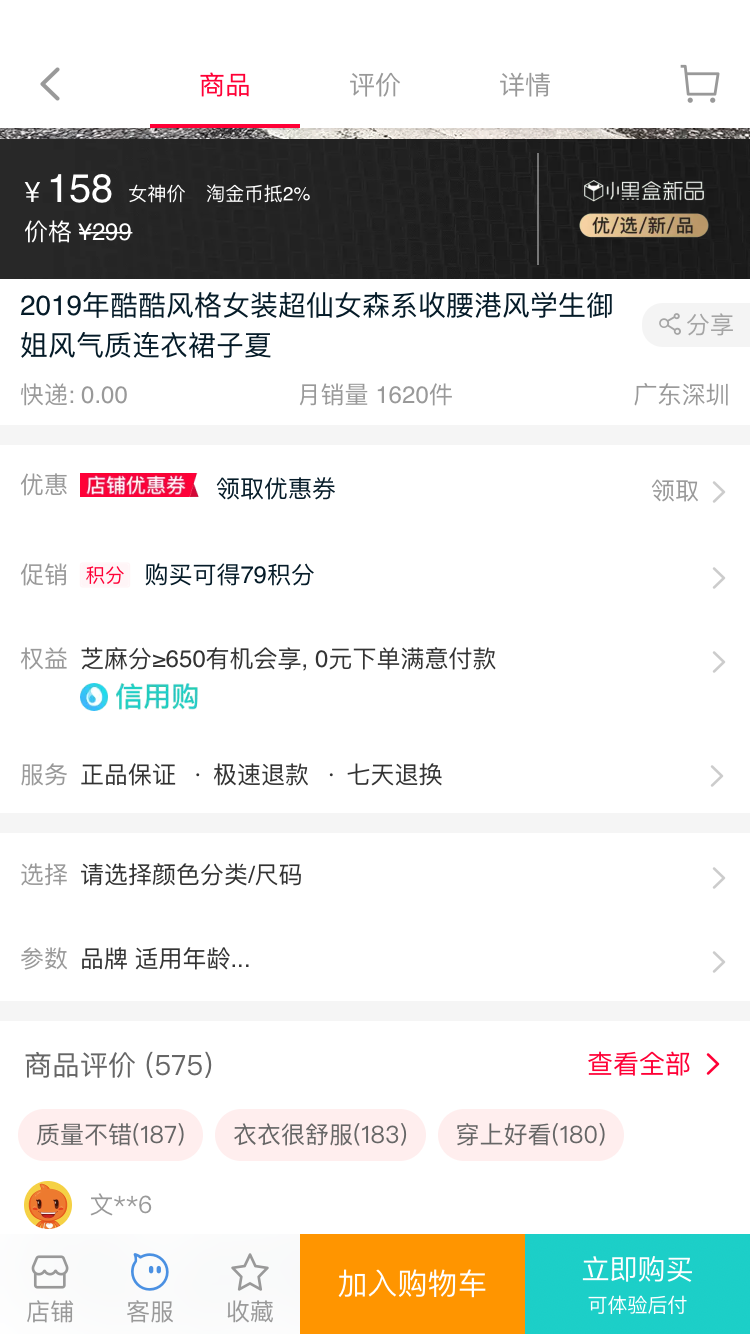 商品 评价 详情
¥ 158 女神价 淘金币抵2%
价格 ¥299
小黑盒新品
优/选/新/品
2019年酷酷风格女装超仙女森系收腰港风学生御
姐风气质连衣裙子夏
分享
快递: 0.00 月销量 1620件 广东深圳
优惠 店铺优惠券 领取优惠券 领取
促销 积分 购买可得79积分
权益 芝麻分≥650有机会享, 0元下单满意付款
信用购
服务 正品保证 · 极速退款 · 七天退换
选择 请选择颜色分类/尺码
参数 品牌 适用年龄...
商品评价 (575) 查看全部
质量不错(187) 衣衣很舒服(183) 穿上好看(180)
文**6
店铺 客服 收藏 加入购物车 立即购买
可体验后付